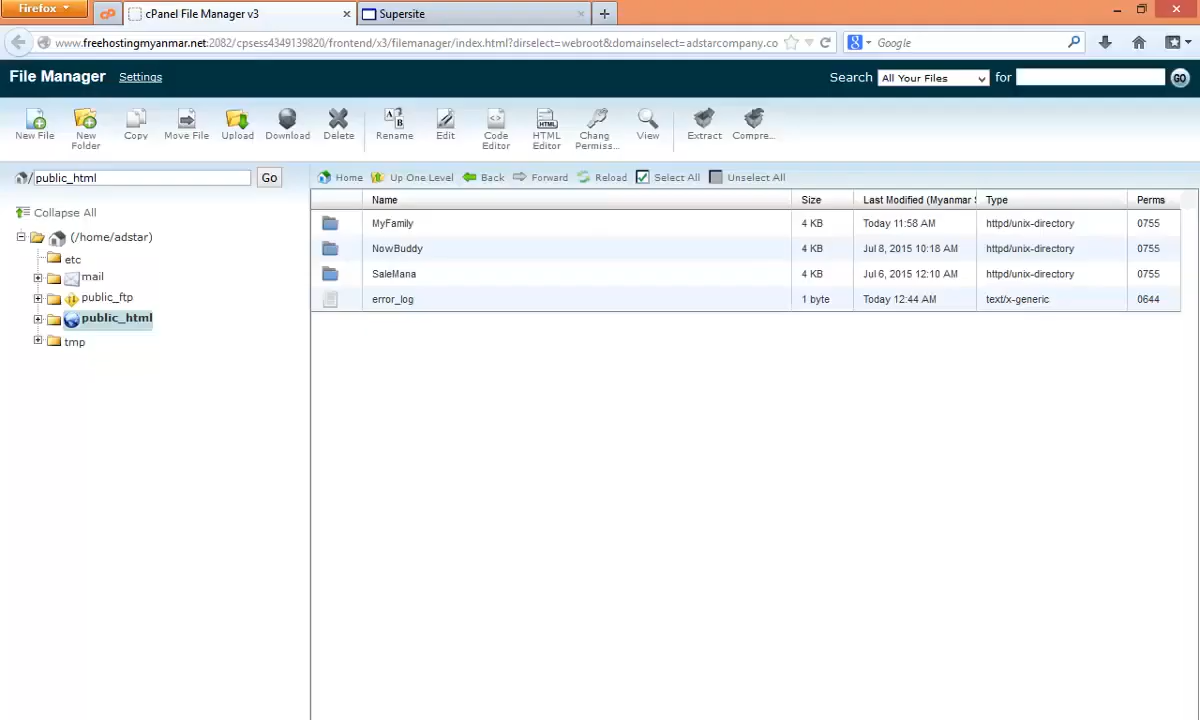 Firefox
cPanel File Manager v3
Supersite
www.freehostingmyanmar.net:2082/cpsess4349139820/frontend/x3/filemanager/index.html?dirselect=webroot&domainselect=adstarcompany.co
Google
File Manager
Settings
Search
All Your Files
for
GO
New File
New Folder
Copy
Move File
Upload
Download
Delete
Rename
Edit
Code Editor
HTML Editor
Chang Permiss...
View
Extract
Compre...
/
public_html
Go
Home
Up One Level
Back
Forward
Reload
Select All
Unselect All
Collapse All
(/home/adstar)
etc
mail
public_ftp
public_html
tmp
Name Size Last Modified (Myanmar Type Perms
MyFamily 4 KB Today 11:58 AM httpd/unix-directory 0755
NowBuddy 4 KB Jul 8, 2015 10:18 AM httpd/unix-directory 0755
SaleMana 4 KB Jul 6, 2015 12:10 AM httpd/unix-directory 0755
error_log 1 byte Today 12:44 AM text/x-generic 0644